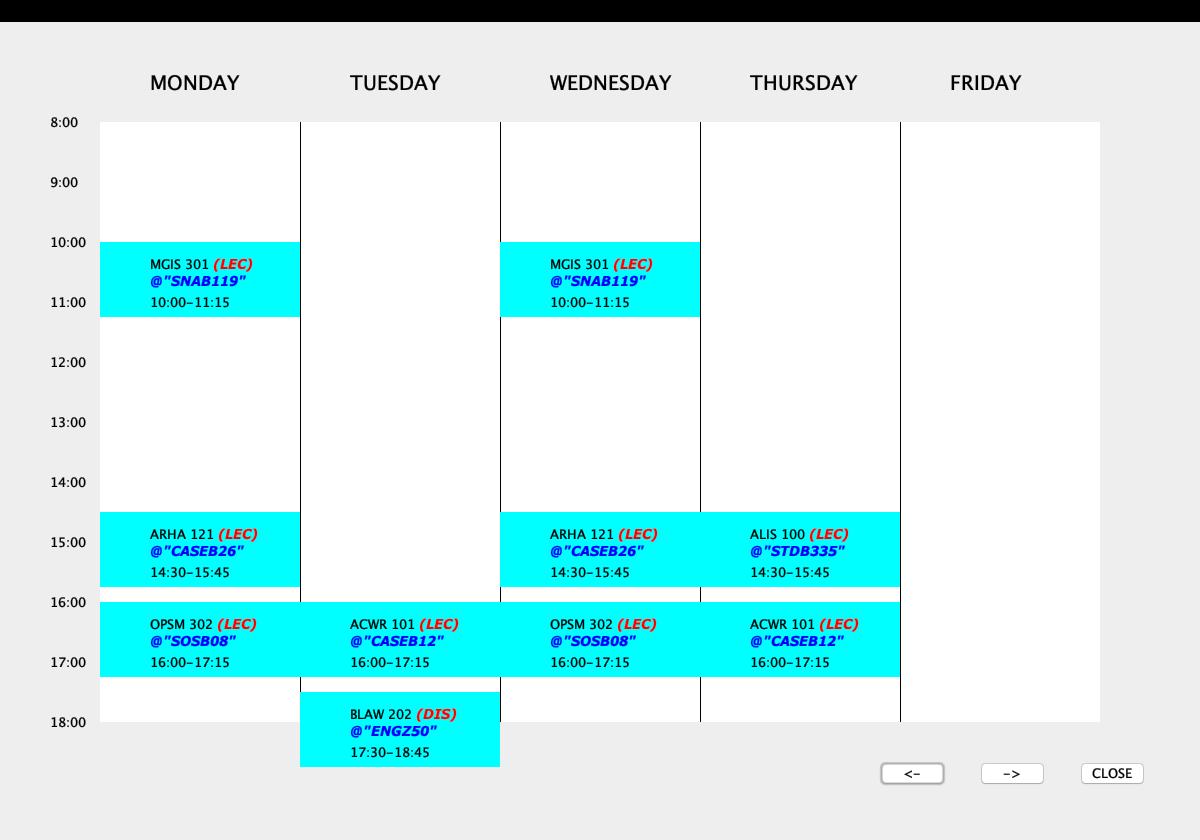 MONDAY TUESDAY WEDNESDAY THURSDAY FRIDAY
8:00
9:00
10:00
MGIS 301 (LEC) MGIS 301 (LEC)
@"SNAB119" @"SNAB119"
11:00 10:00-11:15 10:00-11:15
12:00
13:00
14:00
ARHA 121 (LEC) ARHA 121 (LEC) ALIS 100 (LEC)
15:00 @"CASEB26" @"CASEB26" @"STDB335"
14:30-15:45 14:30-15:45 14:30-15:45
16:00
OPSM 302 (LEC) ACWR 101 (LEC) OPSM 302 (LEC) ACWR 101 (LEC)
@"SOSB08" @"CASEB12" @"SOSB08" @"CASEB12"
17:00 16:00-17:15 16:00-17:15 16:00-17:15 16:00-17:15
18:00 BLAW 202 (DIS)
@"ENGZ50"
17:30-18:45
<- -> CLOSE